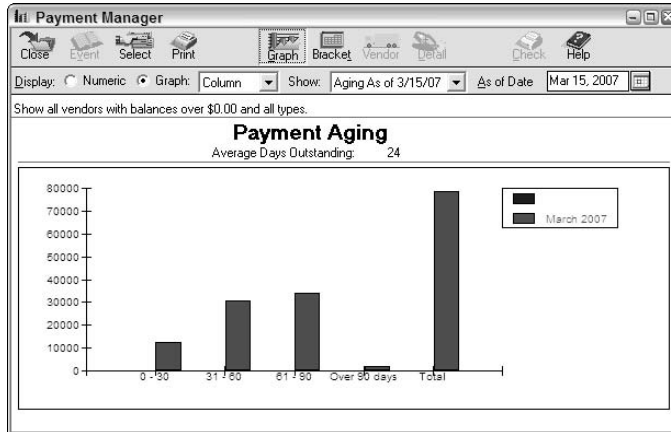 Payment Manager
Close Event Select Print Graph Bracket Vendor Detail Check Help
Display: Numeric Graph: Column Show: Aging As of 3/15/07 As of Date Mar 15, 2007
Show all vendors with balances over $0.00 and all types.
Payment Aging
Average Days Outstanding: 24
80000
70000
60000
50000
40000
30000
20000
10000
0
0 - 30 31 - 60 61 - 90 Over 90 days Total
March 2007